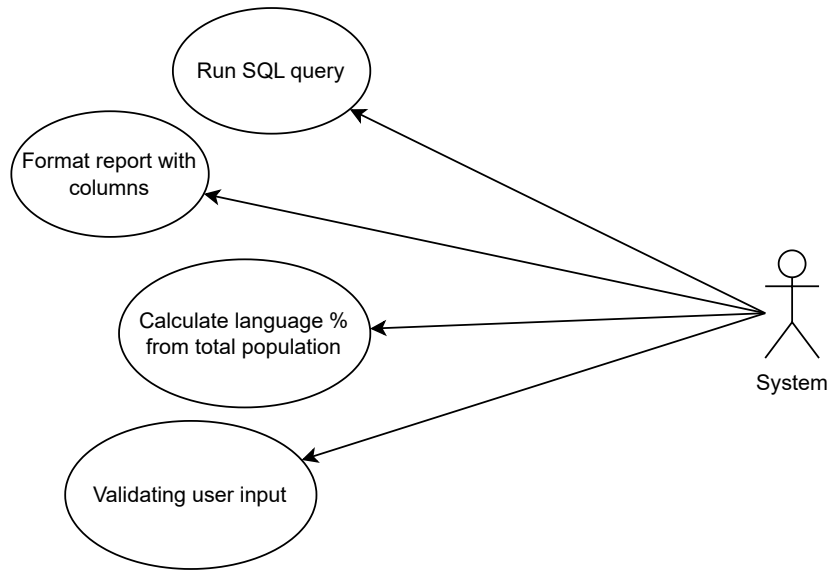 Run SQL query
Format report with
columns
Calculate language %
from total population
System
Validating user input